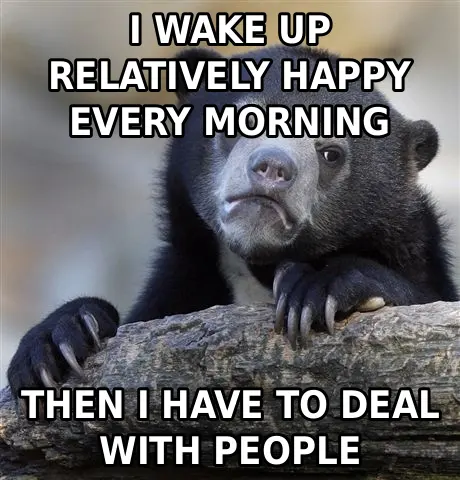 I WAKE UP
RELATIVELY HAPPY
EVERY MORNING
THEN I HAVE TO DEAL
WITH PEOPLE